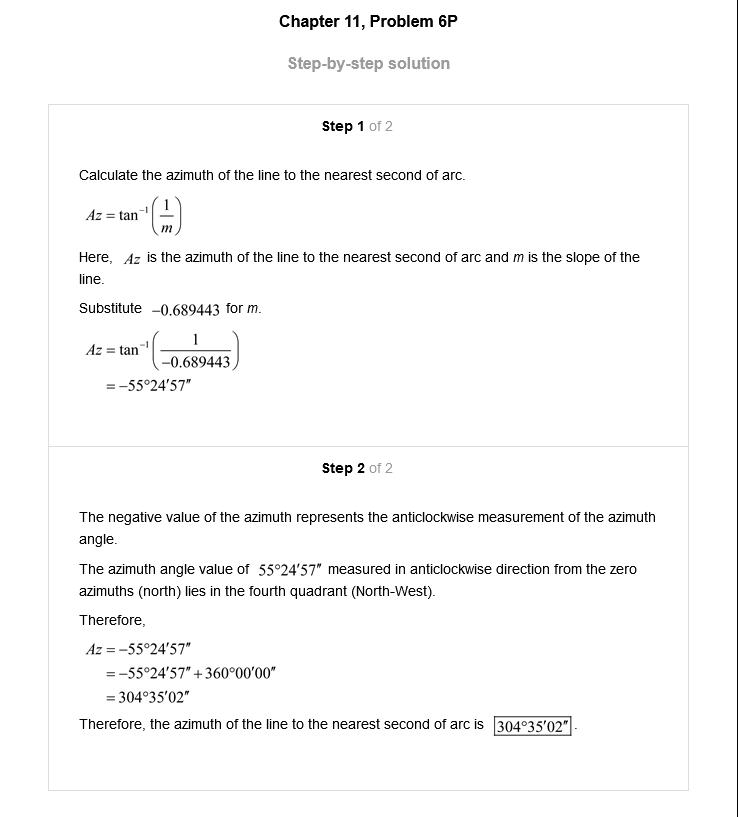 Chapter 11, Problem 6P
Step-by-step solution
Step 1 of 2
Calculate the azimuth of the line to the nearest second of arc.
Az = tan⁻¹(1/m)
Here, Az is the azimuth of the line to the nearest second of arc and m is the slope of the
line.
Substitute −0.689443 for m.
Az = tan⁻¹(1/−0.689443)
= −55°24′57″
Step 2 of 2
The negative value of the azimuth represents the anticlockwise measurement of the azimuth
angle.
The azimuth angle value of 55°24′57″ measured in anticlockwise direction from the zero
azimuths (north) lies in the fourth quadrant (North-West).
Therefore,
Az = −55°24′57″
= −55°24′57″ + 360°00′00″
= 304°35′02″
Therefore, the azimuth of the line to the nearest second of arc is 304°35′02″.